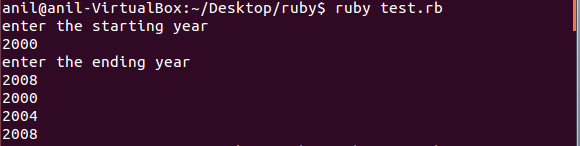 anil@anil-VirtualBox:~/Desktop/ruby$ ruby test.rb
enter the starting year
2000
enter the ending year
2008
2000
2004
2008